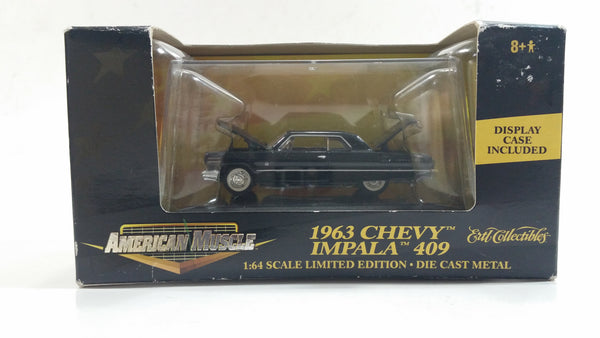 8+
DISPLAY
CASE
INCLUDED
AMERICAN MUSCLE
1963 CHEVY™
IMPALA™ 409
Ertl Collectibles™
1:64 SCALE LIMITED EDITION • DIE CAST METAL